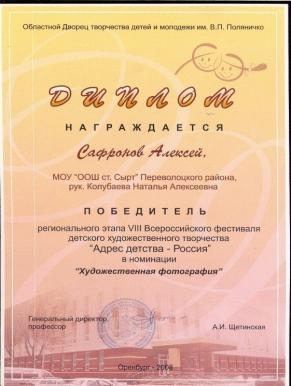 Областной Дворец творчества детей и молодежи им. В.П. Поляничко
ДИПЛОМ
НАГРАЖДАЕТСЯ
Сафронов Алексей,
МОУ "ООШ ст. Сырт" Переволоцкого района,
рук. Колубаева Наталья Алексеевна
ПОБЕДИТЕЛЬ
регионального этапа VIII Всероссийского фестиваля
детского художественного творчества
"Адрес детства - Россия"
в номинации
"Художественная фотография"
Генеральный директор,
профессор
А.И. Щетинская
Оренбург - 2008